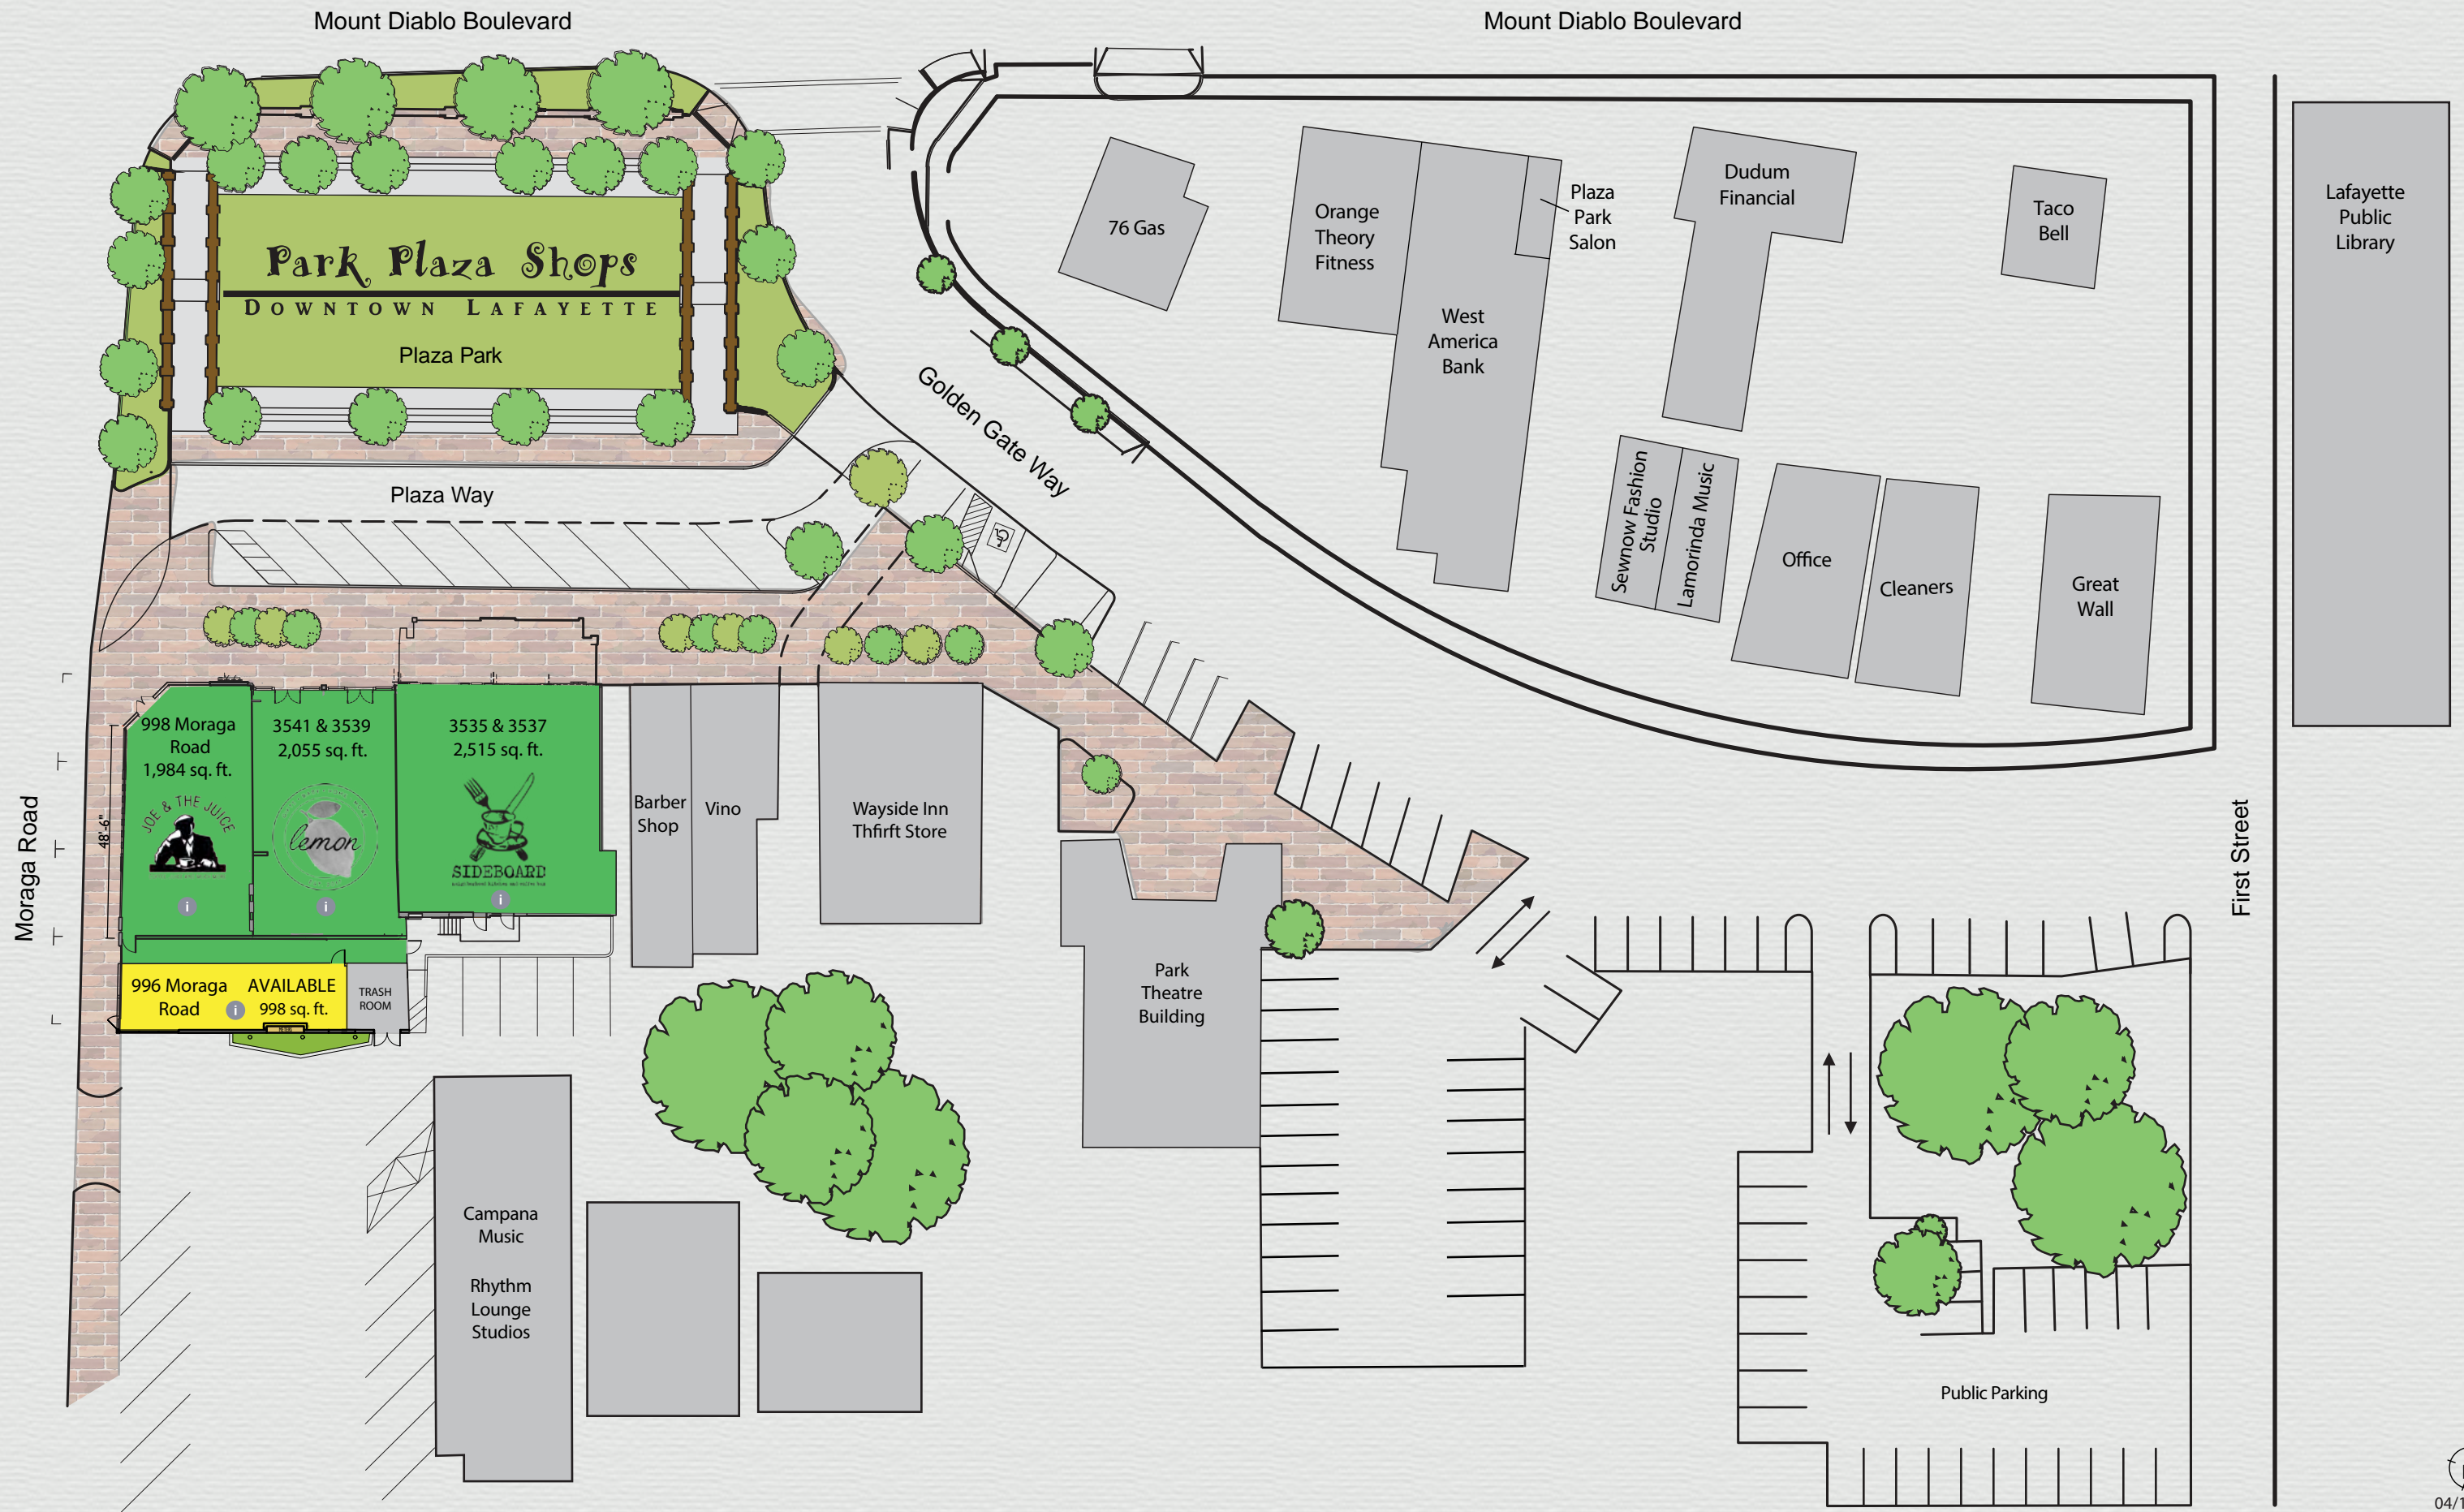 Mount Diablo Boulevard
Mount Diablo Boulevard
Park Plaza Shops
DOWNTOWN LAFAYETTE
Plaza Park
Plaza Way
Golden Gate Way
76 Gas
Orange
Theory
Fitness
West
America
Bank
Plaza
Park
Salon
Dudum
Financial
Taco
Bell
Lafayette
Public
Library
Sewnow Fashion
Studio
Lamorinda Music
Office
Cleaners
Great
Wall
998 Moraga
Road
1,984 sq. ft.
JOE & THE JUICE
i
3541 & 3539
2,055 sq. ft.
lemon
i
3535 & 3537
2,515 sq. ft.
SIDEBOARD
i
Barber
Shop
Vino
Wayside Inn
Thfirft Store
48'-6"
Moraga Road
996 Moraga
Road
i
AVAILABLE
998 sq. ft.
TRASH
ROOM
Park
Theatre
Building
First Street
Campana
Music
Rhythm
Lounge
Studios
Public Parking